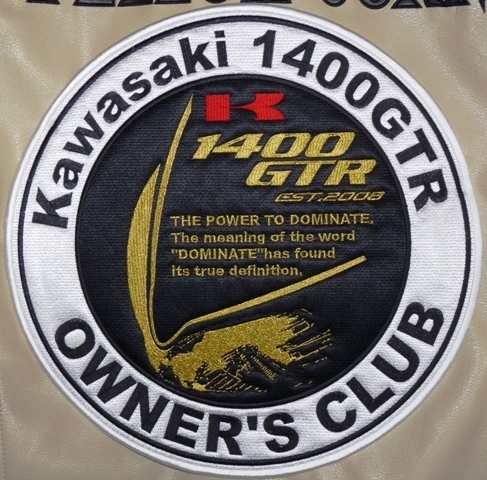 Kawasaki 1400GTR
K
1400
GTR
EST.2008
THE POWER TO DOMINATE.
The meaning of the word
"DOMINATE"has found
its true definition.
OWNER'S CLUB